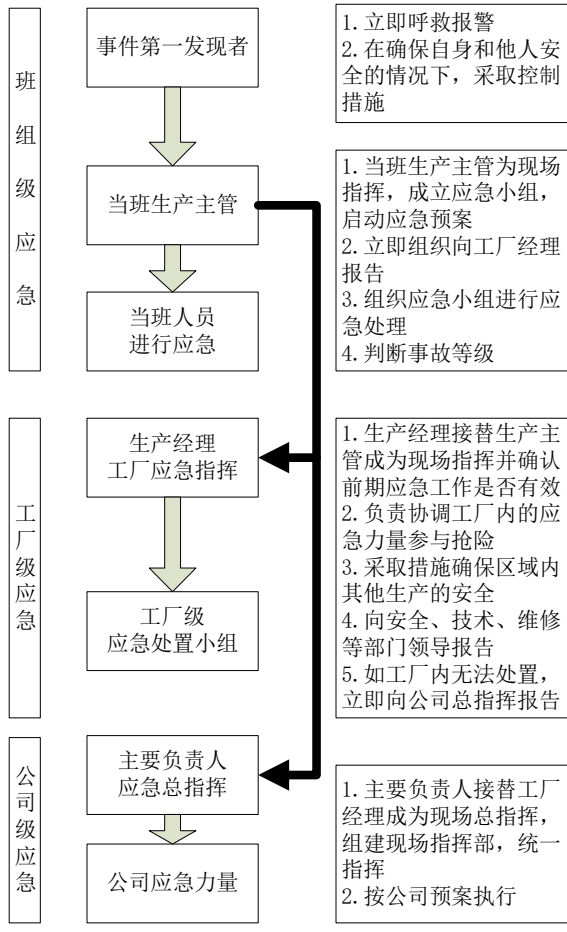 班组级应急
事件第一发现者
1.立即呼救报警
2.在确保自身和他人安
全的情况下，采取控制
措施
当班生产主管
当班人员
进行应急
1.当班生产主管为现场
指挥，成立应急小组，
启动应急预案
2.立即组织向工厂经理
报告
3.组织应急小组进行应
急处理
4.判断事故等级
工厂级应急
生产经理
工厂应急指挥
工厂级
应急处置小组
1.生产经理接替生产主
管成为现场指挥并确认
前期应急工作是否有效
2.负责协调工厂内的应
急力量参与抢险
3.采取措施确保区域内
其他生产的安全
4.向安全、技术、维修
等部门领导报告
5.如工厂内无法处置，
立即向公司总指挥报告
公司级应急
主要负责人
应急总指挥
公司应急力量
1.主要负责人接替工厂
经理成为现场总指挥，
组建现场指挥部，统一
指挥
2.按公司预案执行